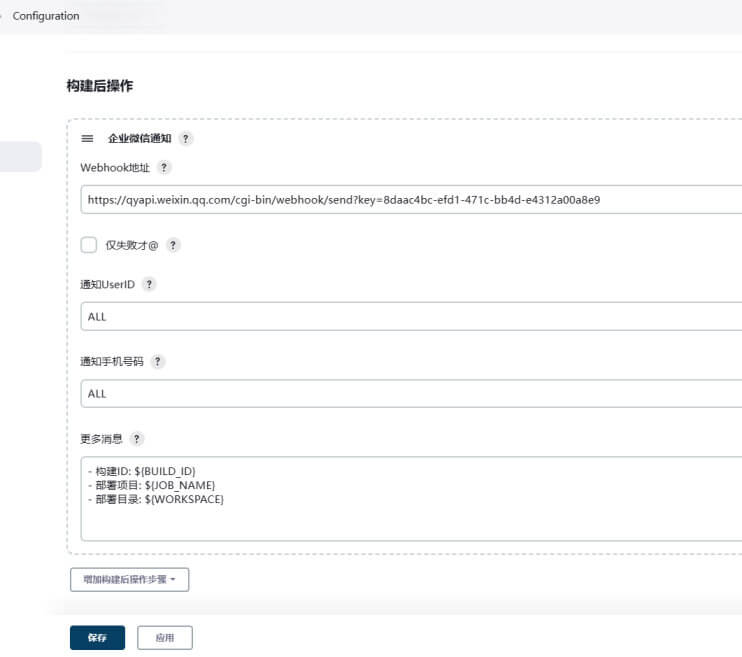 Configuration
构建后操作
企业微信通知 ?
Webhook地址 ?
https://qyapi.weixin.qq.com/cgi-bin/webhook/send?key=8daac4bc-efd1-471c-bb4d-e4312a00a8e9
仅失败才@ ?
通知UserID ?
ALL
通知手机号码 ?
ALL
更多消息 ?
- 构建ID: ${BUILD_ID}
- 部署项目: ${JOB_NAME}
- 部署目录: ${WORKSPACE}
增加构建后操作步骤
保存
应用